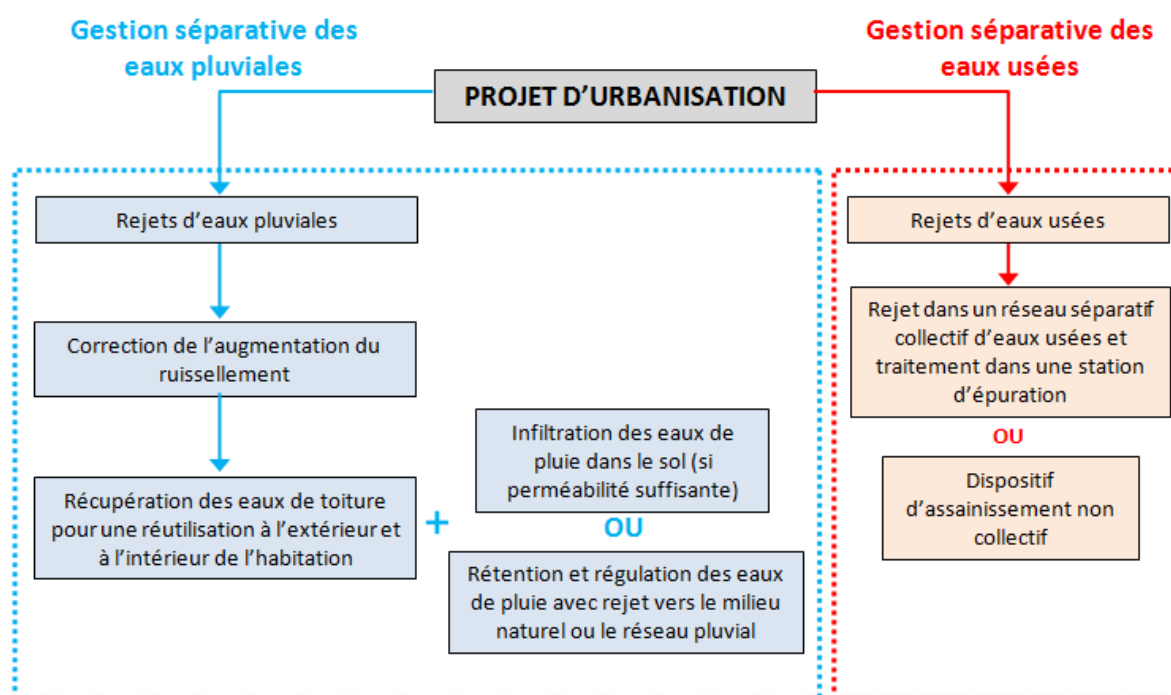 Gestion séparative des
eaux pluviales
Gestion séparative des
eaux usées
PROJET D'URBANISATION
Rejets d'eaux pluviales
Correction de l'augmentation du
ruissellement
Récupération des eaux de toiture
pour une réutilisation à l'extérieur et
à l'intérieur de l'habitation
+
Infiltration des eaux de
pluie dans le sol (si
perméabilité suffisante)
OU
Rétention et régulation des eaux
de pluie avec rejet vers le milieu
naturel ou le réseau pluvial
Rejets d'eaux usées
Rejet dans un réseau séparatif
collectif d'eaux usées et
traitement dans une station
d'épuration
OU
Dispositif
d'assainissement non
collectif